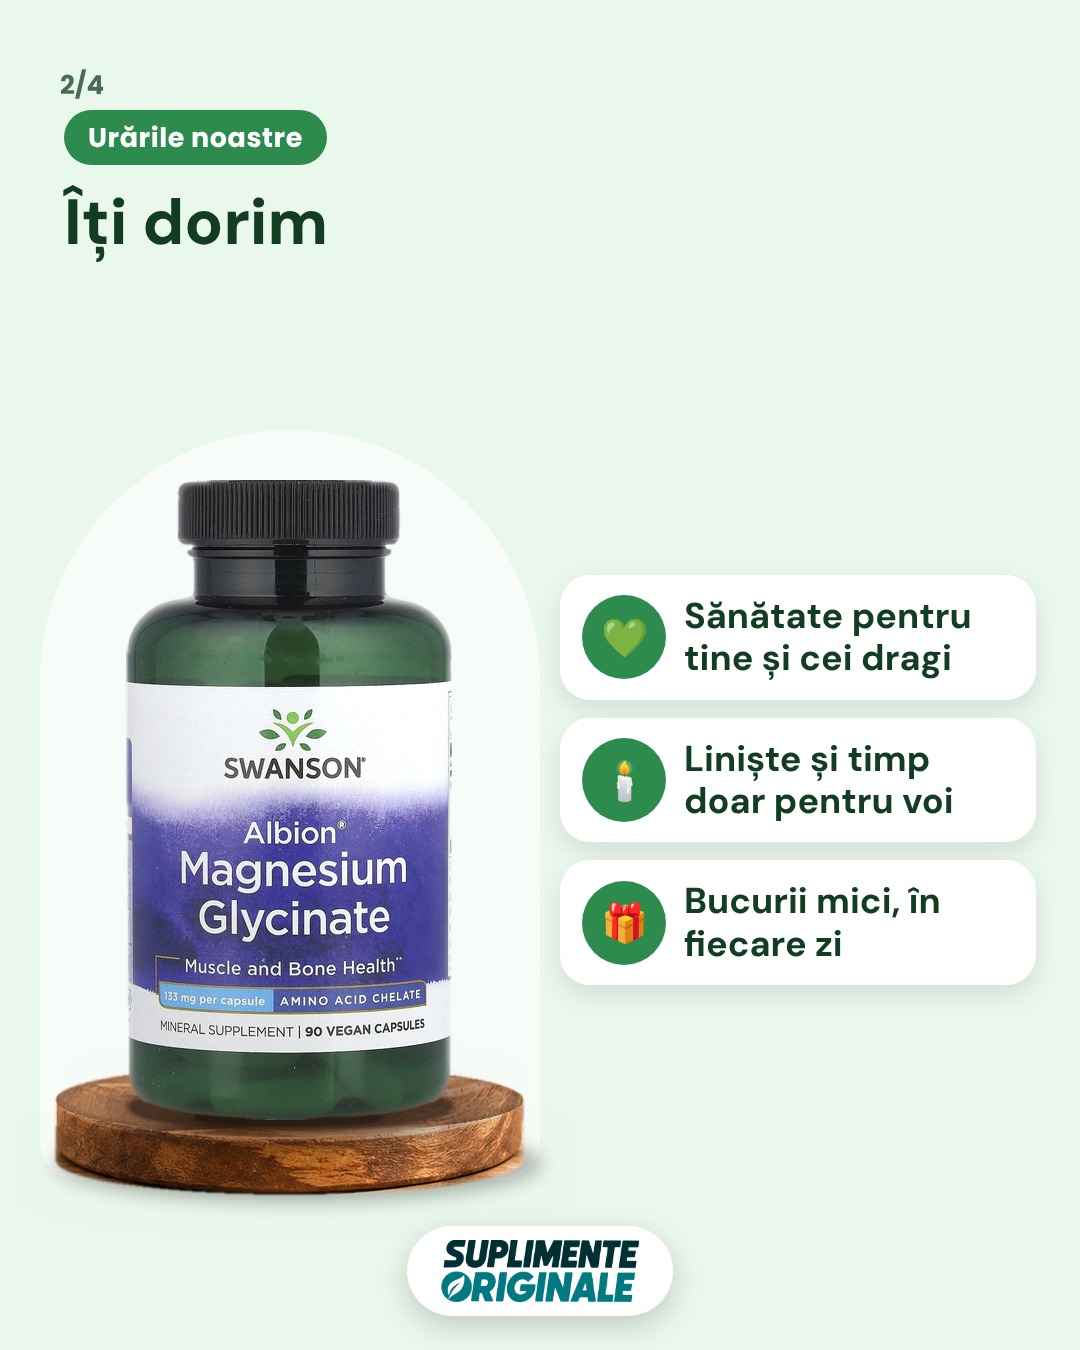 2/4
Urările noastre
Îți dorim
SWANSON®
Albion®
Magnesium
Glycinate
Muscle and Bone Health
133 mg per capsule AMINO ACID CHELATE
MINERAL SUPPLEMENT | 90 VEGAN CAPSULES
Sănătate pentru
tine și cei dragi
Liniște și timp
doar pentru voi
Bucurii mici, în
fiecare zi
SUPLIMENTE
ORIGINALE